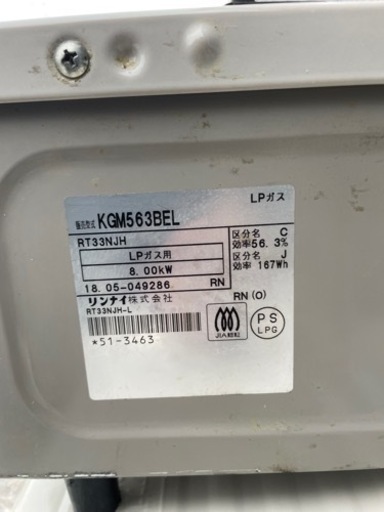 LPガス
販売型式 KGM563BEL
RT33NJH
LPガス用
8.00kW
18.05-049286 RN
リンナイ株式会社
RT33NJH-L
*51-3463
区分名 C
効率56.3%
区分名 J
効率 167Wh
RN(O)
JIA認証
PS
LPG